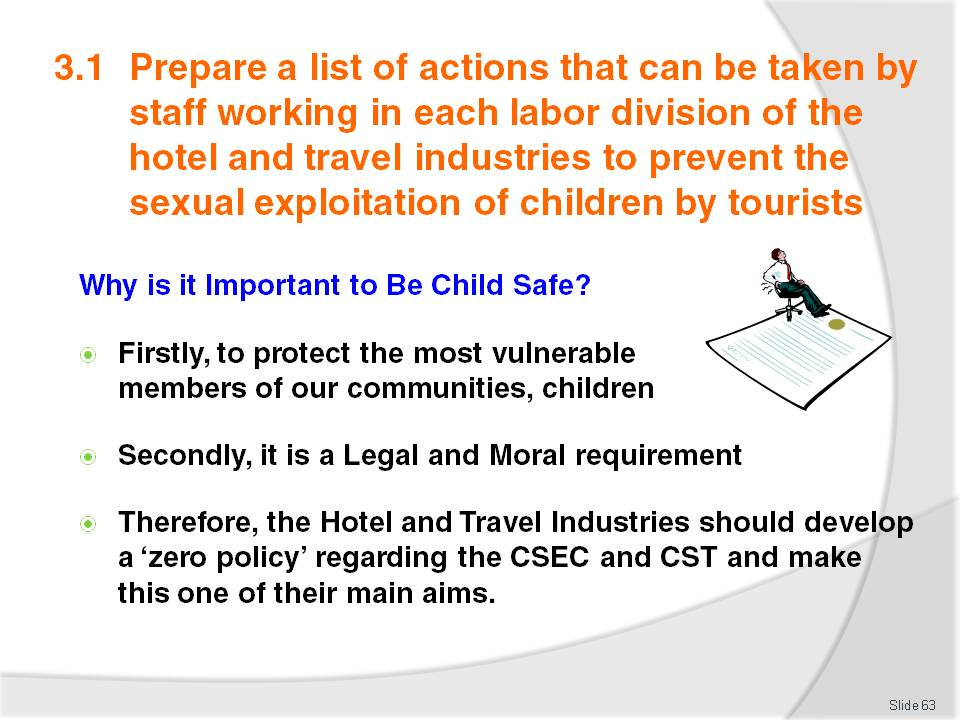 3.1 Prepare a list of actions that can be taken by
staff working in each labor division of the
hotel and travel industries to prevent the
sexual exploitation of children by tourists
Why is it Important to Be Child Safe?
Firstly, to protect the most vulnerable
members of our communities, children
Secondly, it is a Legal and Moral requirement
Therefore, the Hotel and Travel Industries should develop
a ‘zero policy’ regarding the CSEC and CST and make
this one of their main aims.
Slide 63